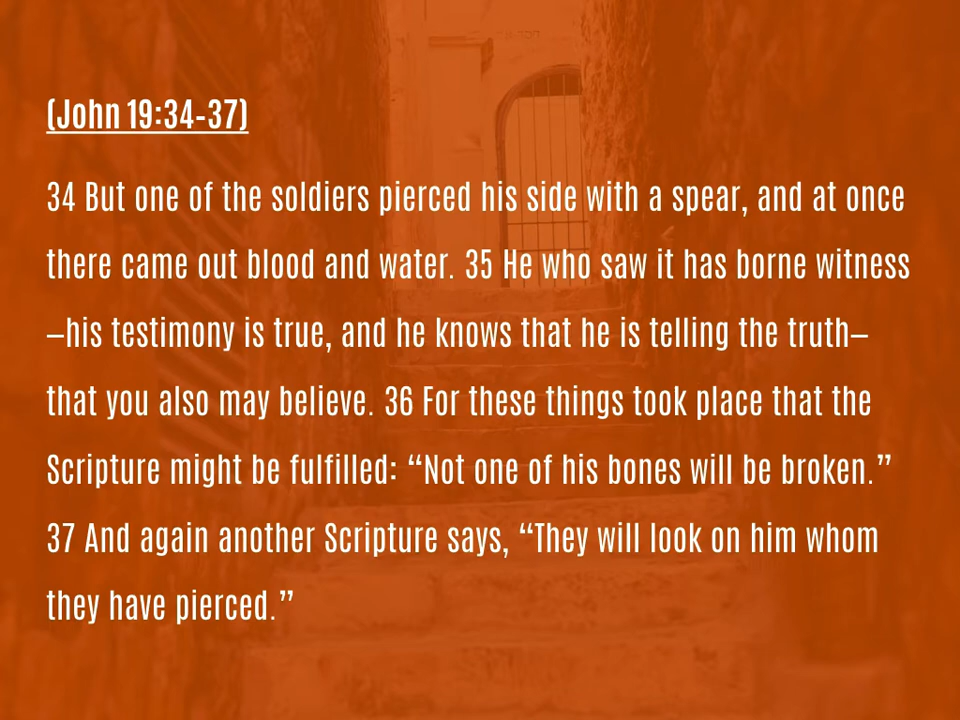 (John 19:34-37)
34 But one of the soldiers pierced his side with a spear, and at once
there came out blood and water. 35 He who saw it has borne witness
—his testimony is true, and he knows that he is telling the truth—
that you also may believe. 36 For these things took place that the
Scripture might be fulfilled: “Not one of his bones will be broken.”
37 And again another Scripture says, “They will look on him whom
they have pierced.”